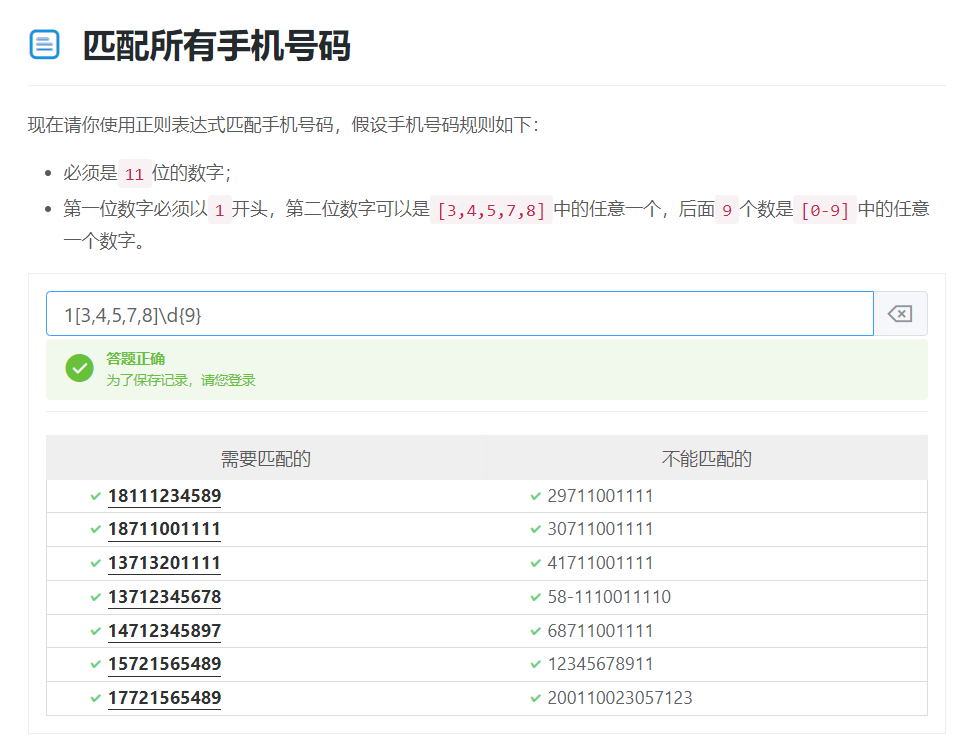 匹配所有手机号码
现在请你使用正则表达式匹配手机号码，假设手机号码规则如下：
必须是 11 位的数字；
第一位数字必须以 1 开头，第二位数字可以是 [3,4,5,7,8] 中的任意一个，后面 9 个数是 [0-9] 中的任意
一个数字。
1[3,4,5,7,8]\d{9}
答题正确
为了保存记录，请您登录
需要匹配的 不能匹配的
18111234589 29711001111
18711001111 30711001111
13713201111 41711001111
13712345678 58-1110011110
14712345897 68711001111
15721565489 12345678911
17721565489 200110023057123